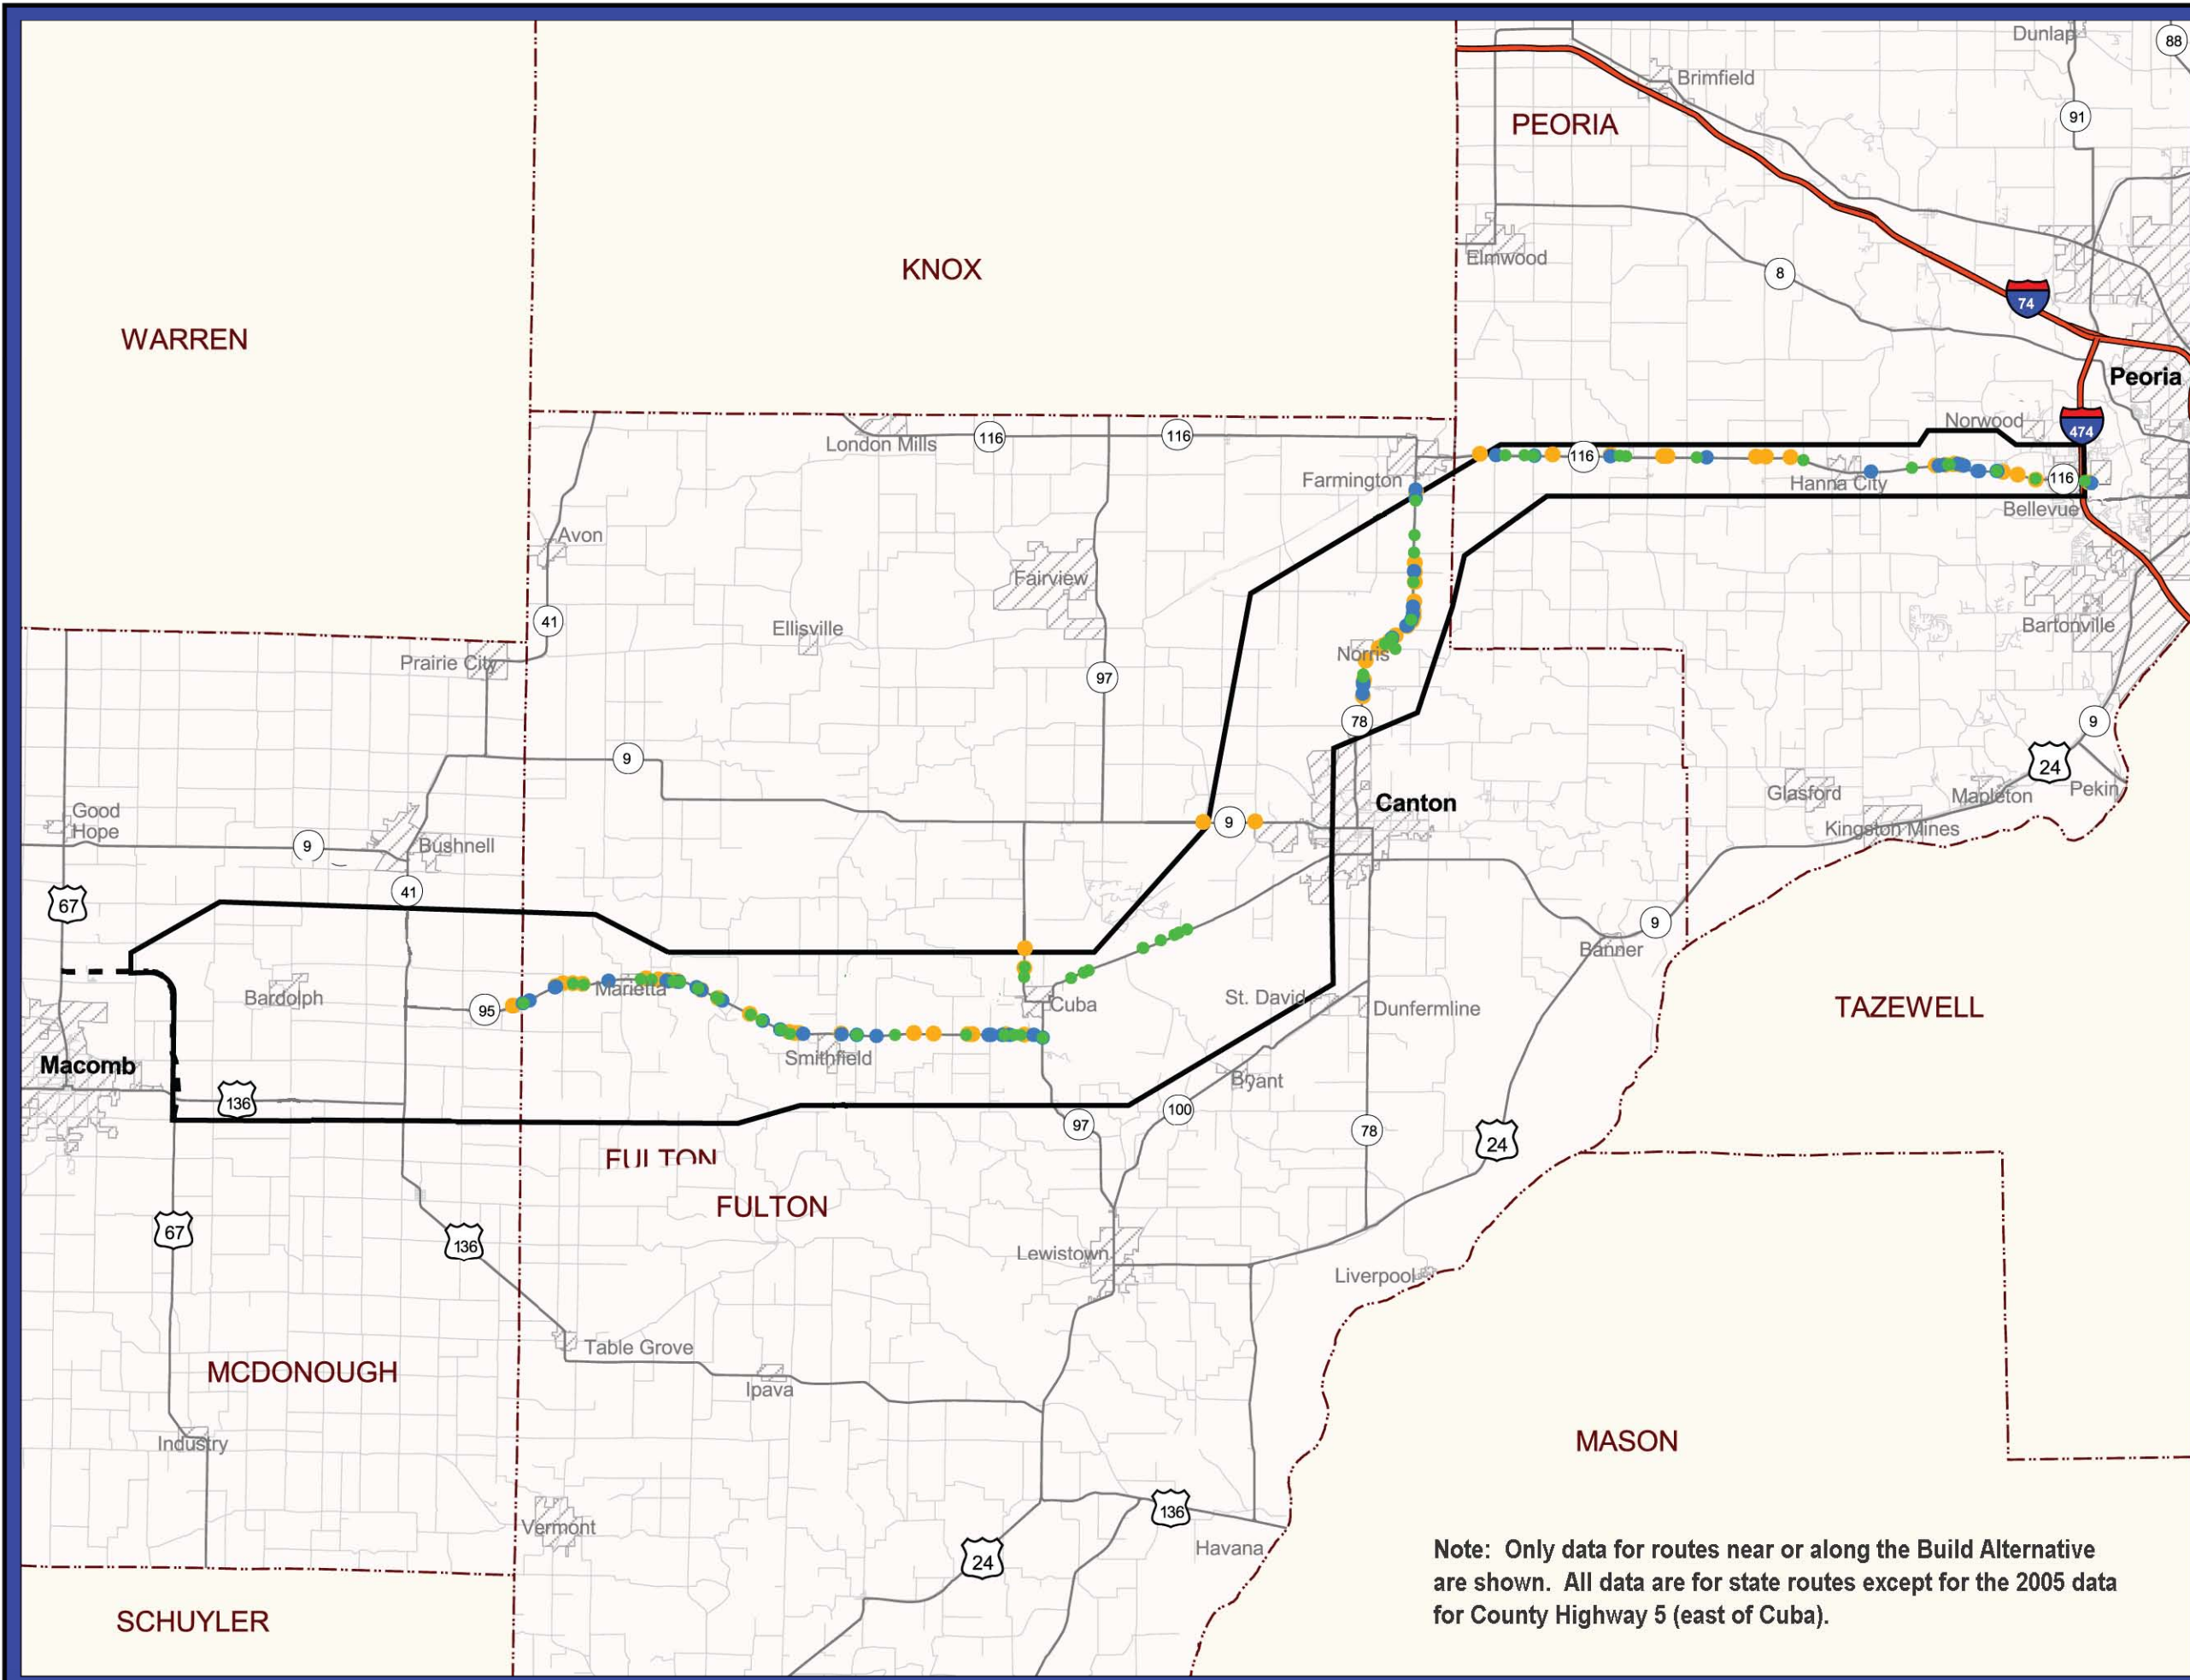 Dunlap
88
Brimfield
91
PEORIA
Elmwood
KNOX
8
74
WARREN
Peoria
Norwood
474
London Mills
116
116
Farmington
116
116
Hanna City
Bellevue
Avon
Fairview
41
Ellisville
Bartonville
Prairie City
Norris
97
78
9
9
24
Pekin
Mapleton
Glasford
Canton
Good
Hope
9
Kingston Mines
9
Bushnell
41
67
9
Banner
Marietta
Bardolph
95
Cuba
St. David
Dunfermline
TAZEWELL
Smithfield
Macomb
Bryant
136
100
97
78
24
FULTON
FULTON
67
136
Lewistown
Liverpool
Table Grove
MCDONOUGH
Ipava
Industry
MASON
136
Vermont
Havana
24
SCHUYLER
Note: Only data for routes near or along the Build Alternative
are shown. All data are for state routes except for the 2005 data
for County Highway 5 (east of Cuba).